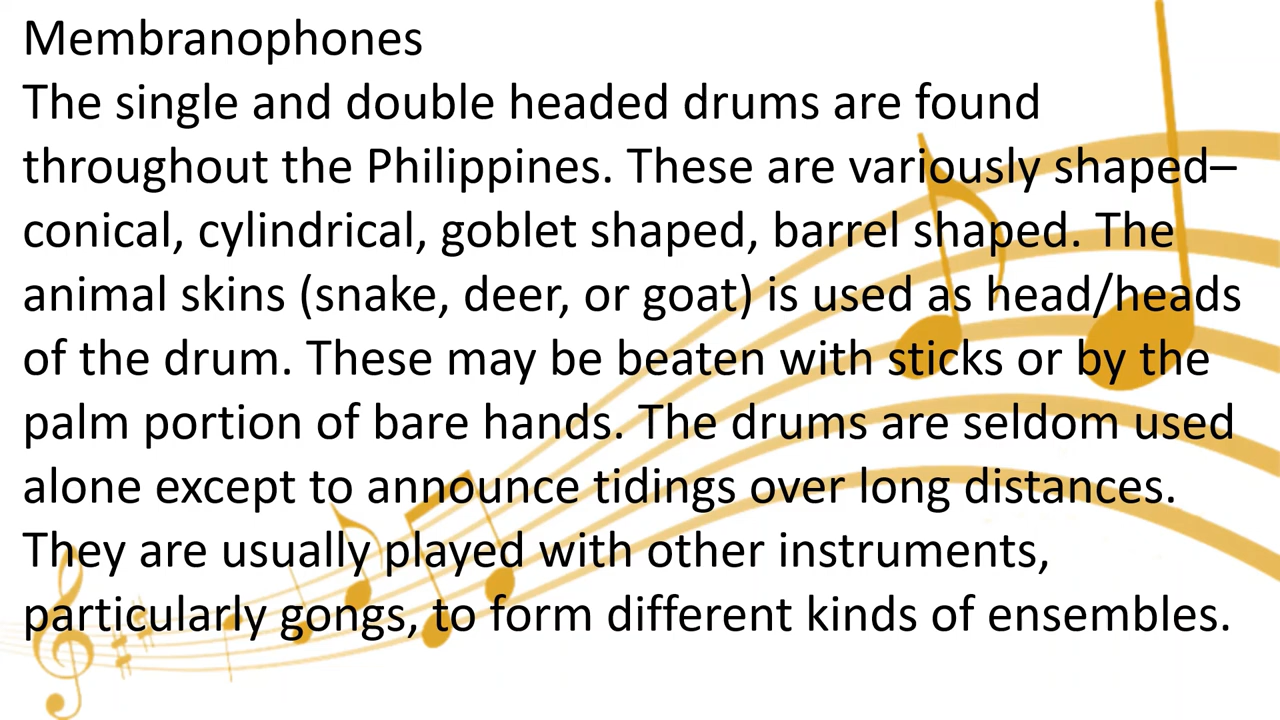 Membranophones
The single and double headed drums are found
throughout the Philippines. These are variously shaped–
conical, cylindrical, goblet shaped, barrel shaped. The
animal skins (snake, deer, or goat) is used as head/heads
of the drum. These may be beaten with sticks or by the
palm portion of bare hands. The drums are seldom used
alone except to announce tidings over long distances.
They are usually played with other instruments,
particularly gongs, to form different kinds of ensembles.